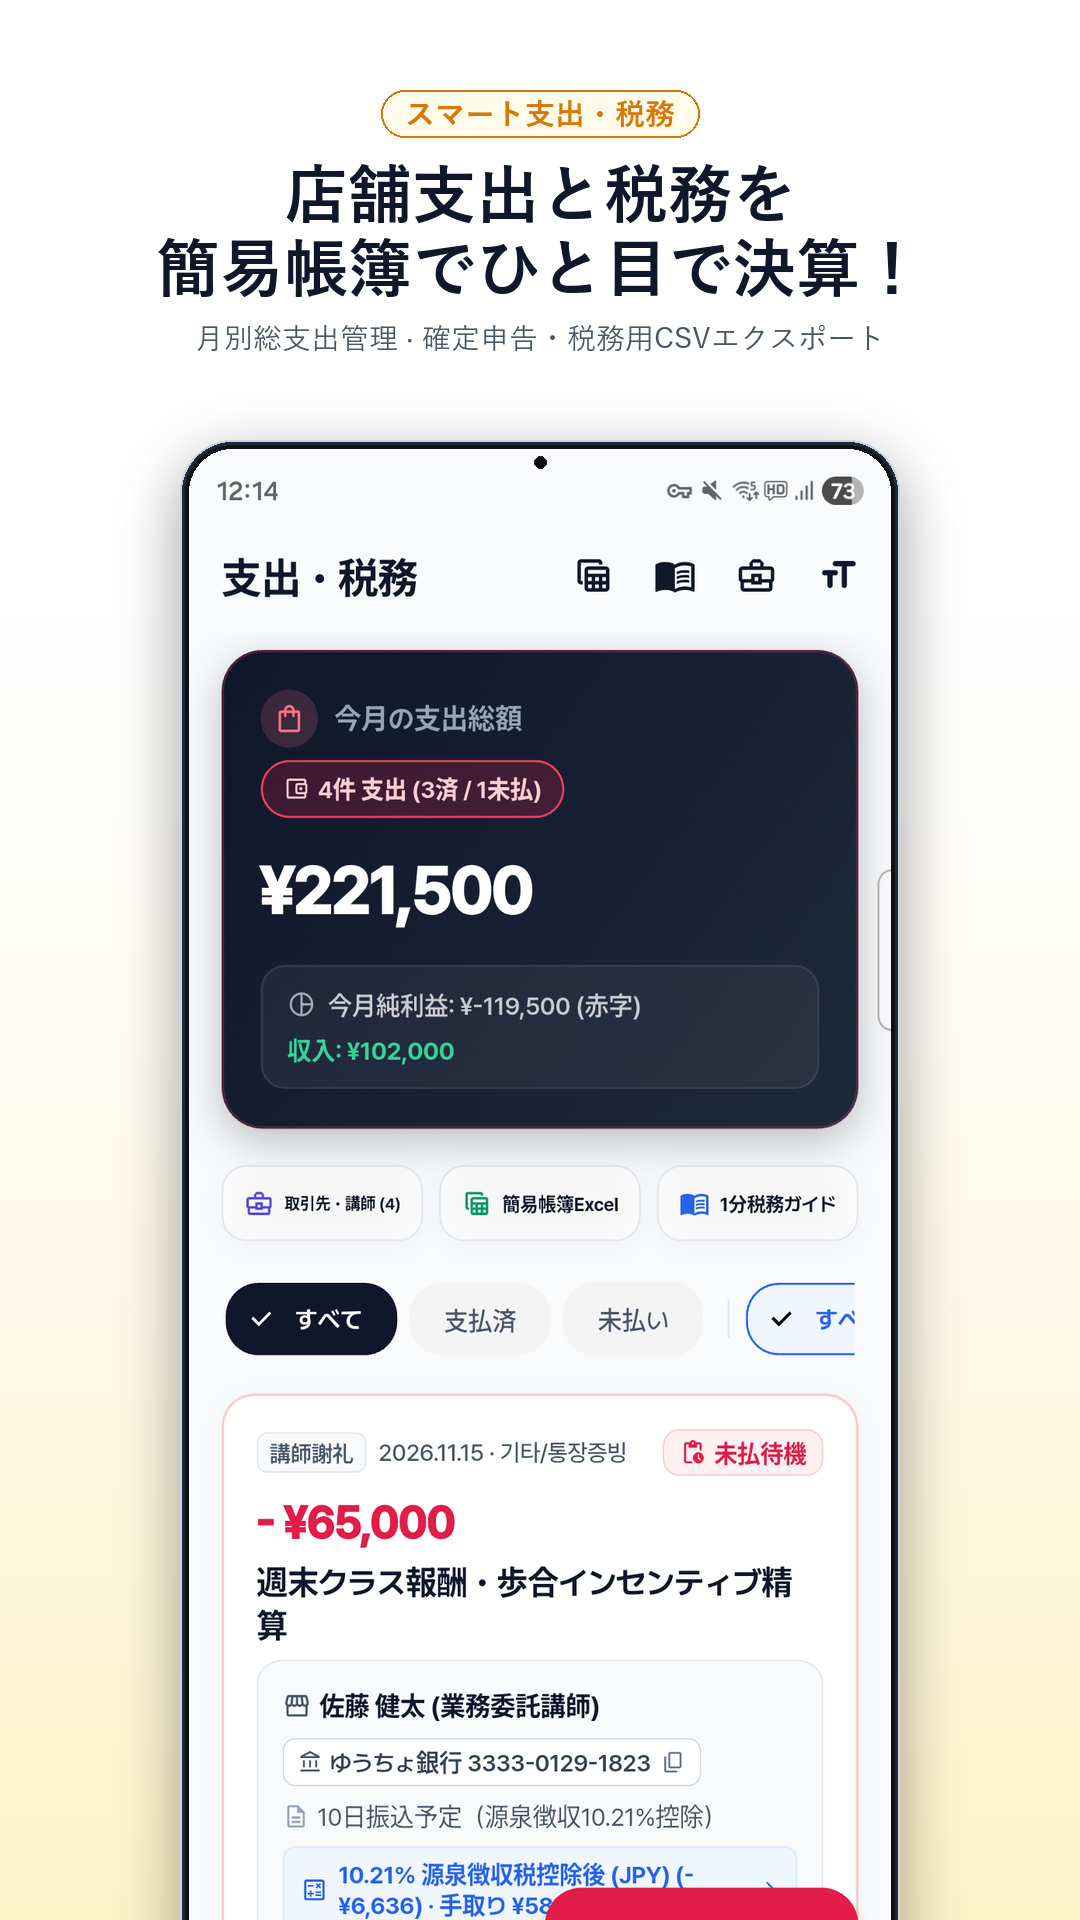 スマート支出・税務
店舗支出と税務を
簡易帳簿でひと目で決算！
月別総支出管理 · 確定申告・税務用CSVエクスポート
12:14
5 HD 73
支出・税務
今月の支出総額
4件 支出 (3済 / 1未払)
¥221,500
今月純利益: ¥-119,500 (赤字)
収入: ¥102,000
取引先・講師 (4)
簡易帳簿Excel
1分税務ガイド
すべて
支払済
未払い
すべ
講師謝礼
2026.11.15 · 기타/통장증빙
未払待機
- ¥65,000
週末クラス報酬・歩合インセンティブ精
算
佐藤 健太 (業務委託講師)
ゆうちょ銀行 3333-0129-1823
10日振込予定（源泉徴収10.21%控除）
10.21% 源泉徴収税控除後 (JPY) (-
¥6,636) · 手取り ¥58